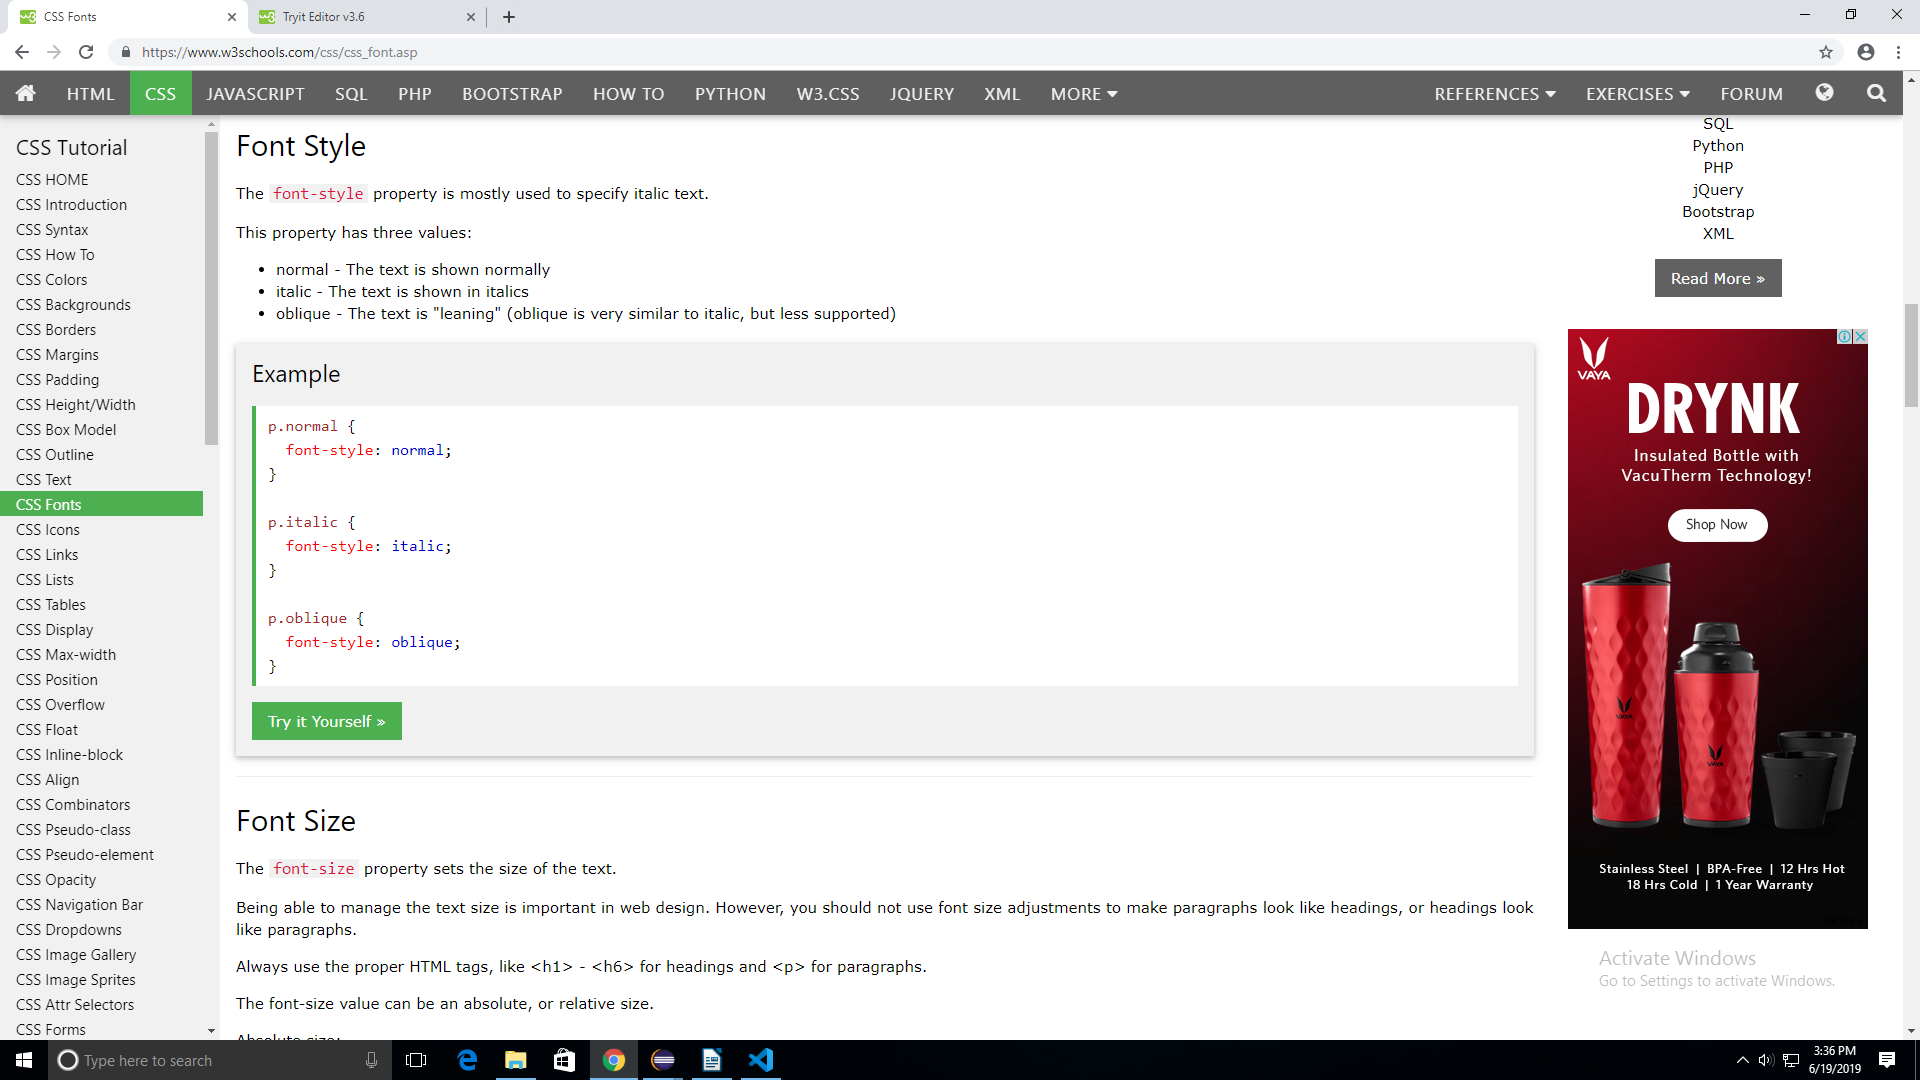 CSS Fonts
Tryit Editor v3.6
https://www.w3schools.com/css/css_font.asp
HTML CSS JAVASCRIPT SQL PHP BOOTSTRAP HOW TO PYTHON W3.CSS JQUERY XML MORE REFERENCES EXERCISES FORUM
CSS Tutorial
CSS HOME
CSS Introduction
CSS Syntax
CSS How To
CSS Colors
CSS Backgrounds
CSS Borders
CSS Margins
CSS Padding
CSS Height/Width
CSS Box Model
CSS Outline
CSS Text
CSS Fonts
CSS Icons
CSS Links
CSS Lists
CSS Tables
CSS Display
CSS Max-width
CSS Position
CSS Overflow
CSS Float
CSS Inline-block
CSS Align
CSS Combinators
CSS Pseudo-class
CSS Pseudo-element
CSS Opacity
CSS Navigation Bar
CSS Dropdowns
CSS Image Gallery
CSS Image Sprites
CSS Attr Selectors
CSS Forms
Font Style
The font-style property is mostly used to specify italic text.
This property has three values:
• normal - The text is shown normally
• italic - The text is shown in italics
• oblique - The text is "leaning" (oblique is very similar to italic, but less supported)
Example
p.normal {
font-style: normal;
}
p.italic {
font-style: italic;
}
p.oblique {
font-style: oblique;
}
Try it Yourself »
Font Size
The font-size property sets the size of the text.
Being able to manage the text size is important in web design. However, you should not use font size adjustments to make paragraphs look like headings, or headings look
like paragraphs.
Always use the proper HTML tags, like <h1> - <h6> for headings and <p> for paragraphs.
The font-size value can be an absolute, or relative size.
Absolute size:
SQL
Python
PHP
jQuery
Bootstrap
XML
Read More »
VAYA
DRYNK
Insulated Bottle with
VacuTherm Technology!
Shop Now
VAYA
VAYA
Stainless Steel | BPA-Free | 12 Hrs Hot
18 Hrs Cold | 1 Year Warranty
Activate Windows
Go to Settings to activate Windows.
Type here to search
3:36 PM
6/19/2019